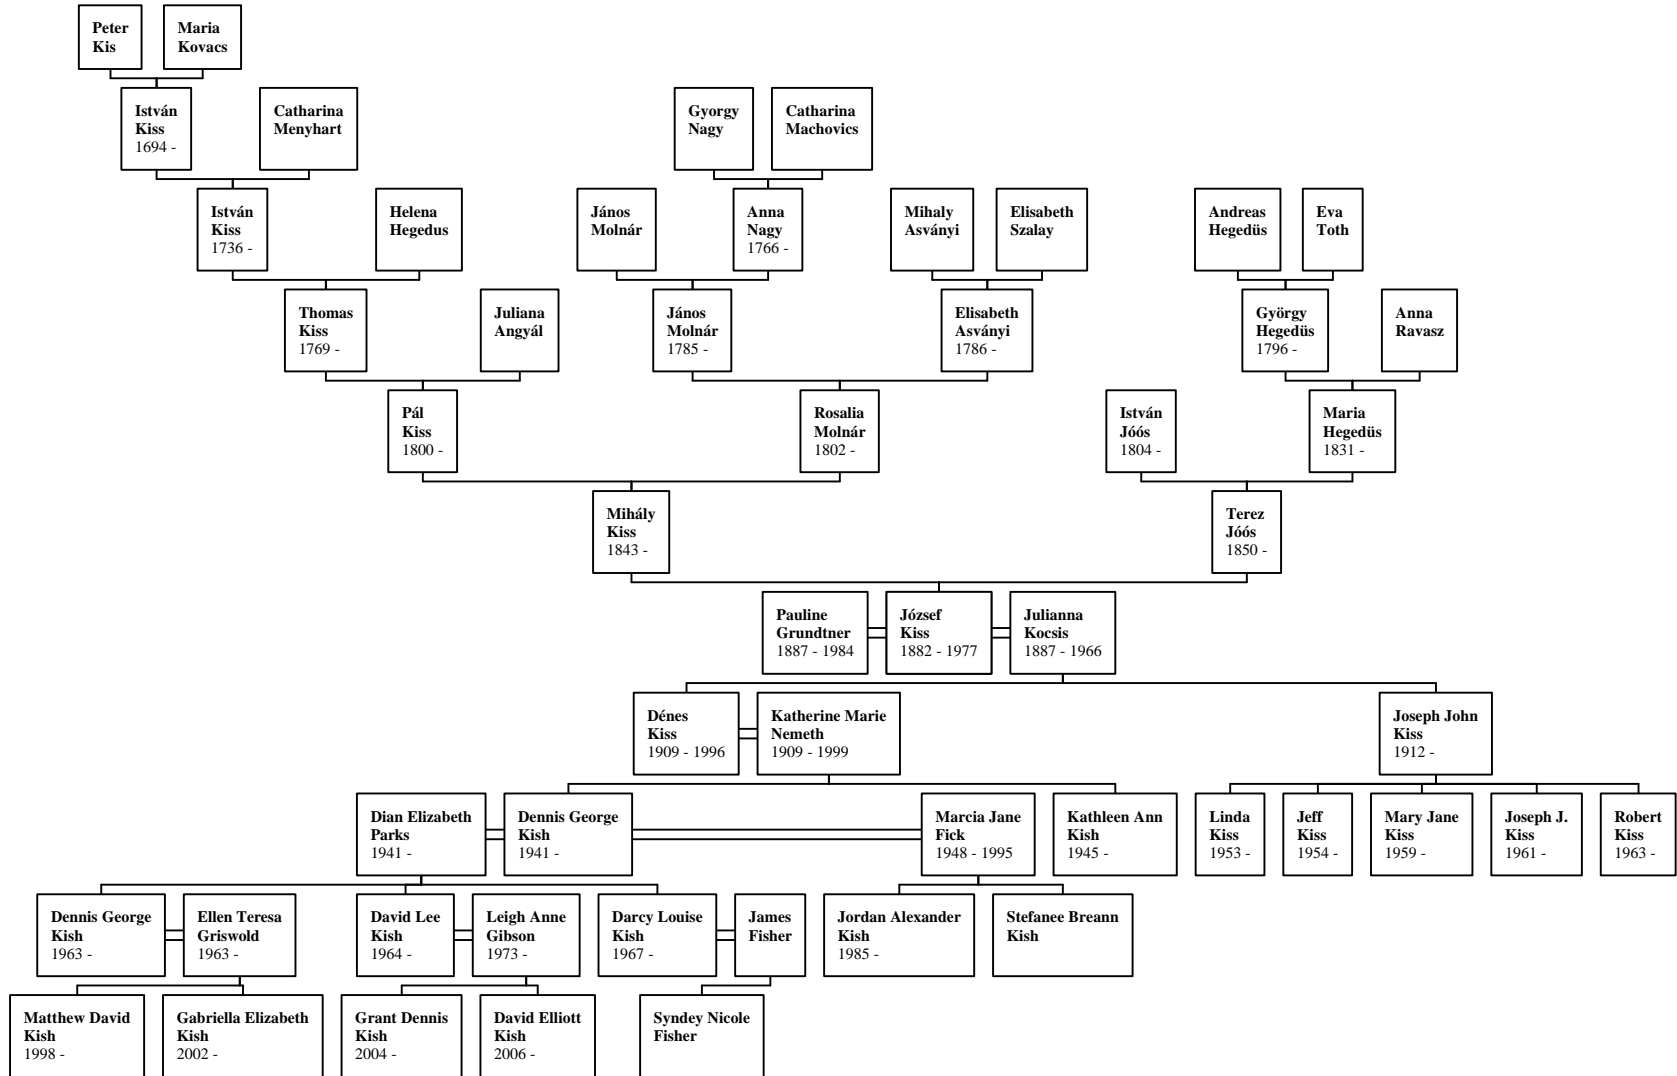 Peter
Kis
Maria
Kovacs
István
Kiss
1694 -
Catharina
Menyhart
Gyorgy
Nagy
Catharina
Machovics
István
Kiss
1736 -
Helena
Hegedus
János
Molnár
Anna
Nagy
1766 -
Mihaly
Asványi
Elisabeth
Szalay
Andreas
Hegedüs
Eva
Toth
Thomas
Kiss
1769 -
Juliana
Angyál
János
Molnár
1785 -
Elisabeth
Asványi
1786 -
György
Hegedüs
1796 -
Anna
Ravasz
Pál
Kiss
1800 -
Rosalia
Molnár
1802 -
István
Jóós
1804 -
Maria
Hegedüs
1831 -
Mihály
Kiss
1843 -
Terez
Jóós
1850 -
Pauline
Grundtner
1887 - 1984
József
Kiss
1882 - 1977
Julianna
Kocsis
1887 - 1966
Dénes
Kiss
1909 - 1996
Katherine Marie
Nemeth
1909 - 1999
Joseph John
Kiss
1912 -
Dian Elizabeth
Parks
1941 -
Dennis George
Kish
1941 -
Marcia Jane
Fick
1948 - 1995
Kathleen Ann
Kish
1945 -
Linda
Kiss
1953 -
Jeff
Kiss
1954 -
Mary Jane
Kiss
1959 -
Joseph J.
Kiss
1961 -
Robert
Kiss
1963 -
Dennis George
Kish
1963 -
Ellen Teresa
Griswold
1963 -
David Lee
Kish
1964 -
Leigh Anne
Gibson
1973 -
Darcy Louise
Kish
1967 -
James
Fisher
Jordan Alexander
Kish
1985 -
Stefanee Breann
Kish
Matthew David
Kish
1998 -
Gabriella Elizabeth
Kish
2002 -
Grant Dennis
Kish
2004 -
David Elliott
Kish
2006 -
Syndey Nicole
Fisher